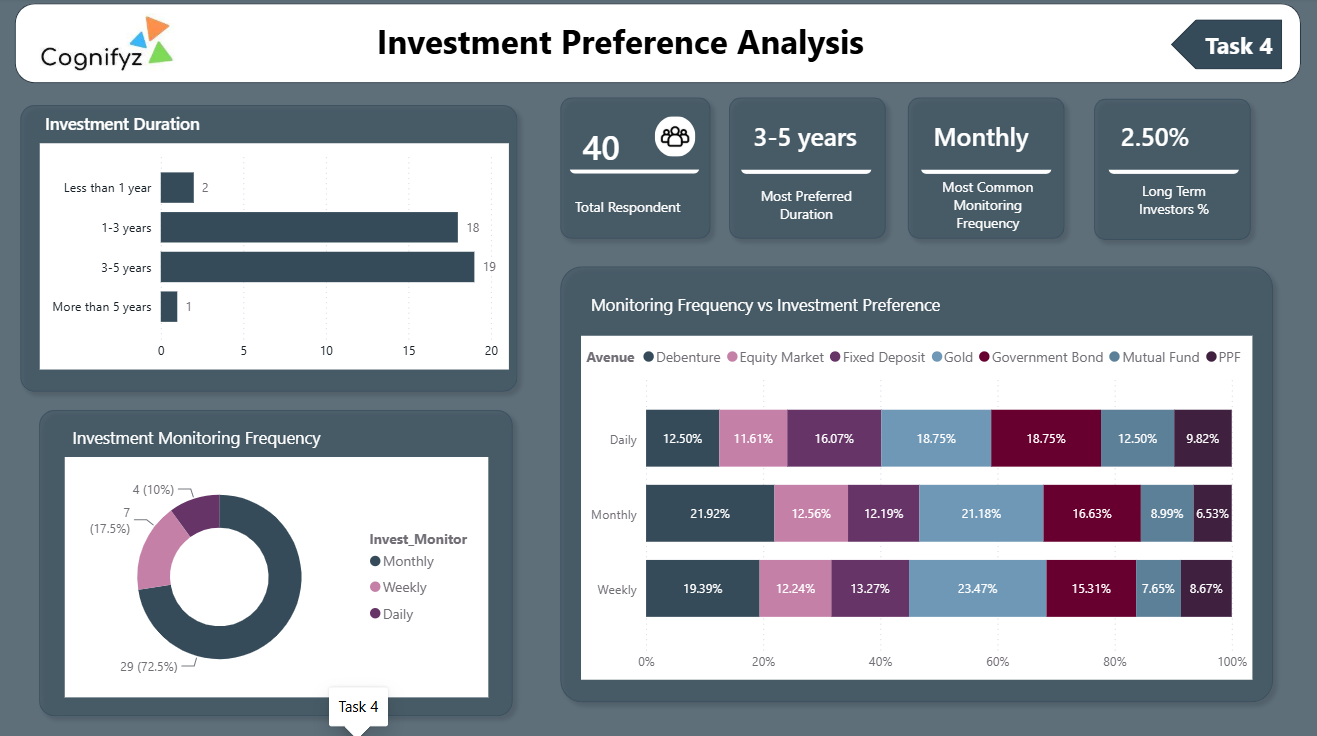 Cognifyz
Investment Preference Analysis
Task 4
Investment Duration
Less than 1 year
2
1-3 years
18
3-5 years
19
More than 5 years
1
0
5
10
15
20
40
Total Respondent
3-5 years
Most Preferred
Duration
Monthly
Most Common
Monitoring
Frequency
2.50%
Long Term
Investors %
Investment Monitoring Frequency
4 (10%)
7
(17.5%)
29 (72.5%)
Invest_Monitor
Monthly
Weekly
Daily
Monitoring Frequency vs Investment Preference
Avenue Debenture Equity Market Fixed Deposit Gold Government Bond Mutual Fund PPF
Daily 12.50% 11.61% 16.07% 18.75% 18.75% 12.50% 9.82%
Monthly 21.92% 12.56% 12.19% 21.18% 16.63% 8.99% 6.53%
Weekly 19.39% 12.24% 13.27% 23.47% 15.31% 7.65% 8.67%
0% 20% 40% 60% 80% 100%
Task 4